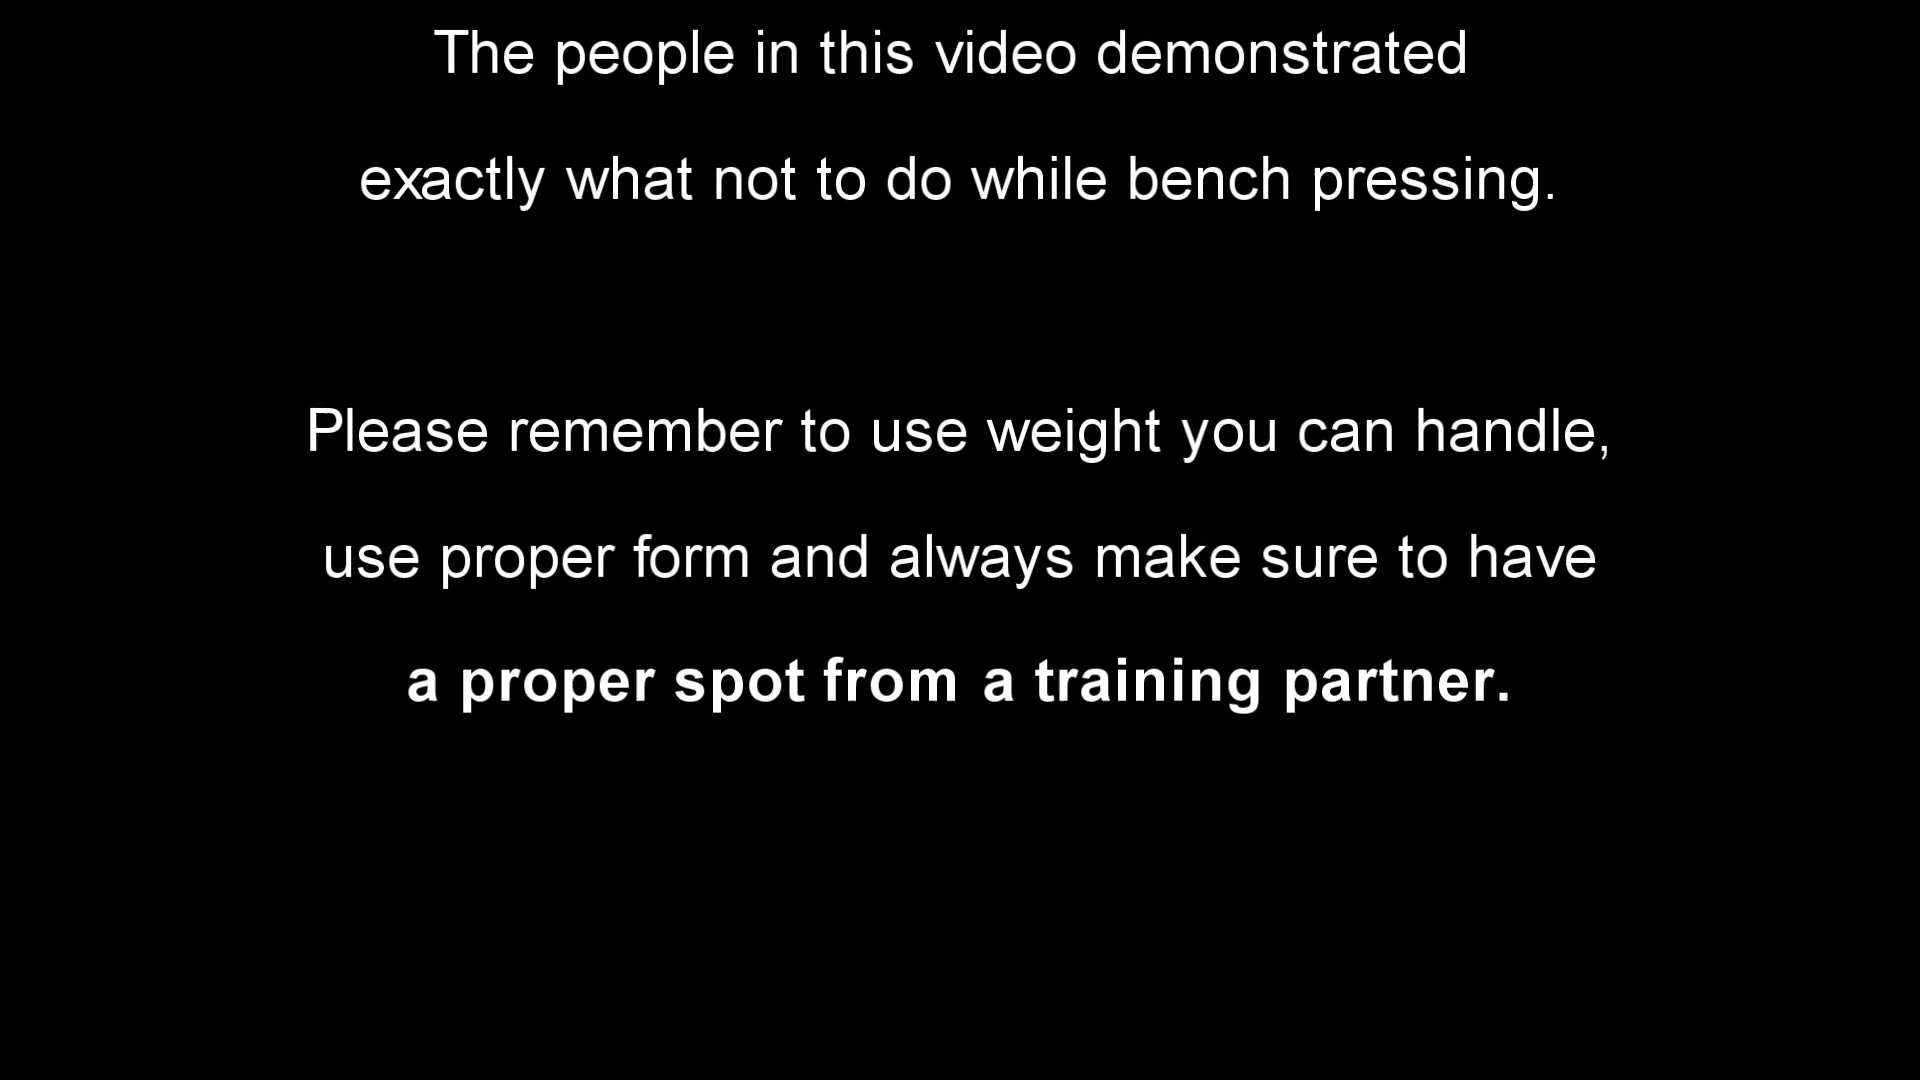 The people in this video demonstrated
exactly what not to do while bench pressing.
Please remember to use weight you can handle,
use proper form and always make sure to have
a proper spot from a training partner.